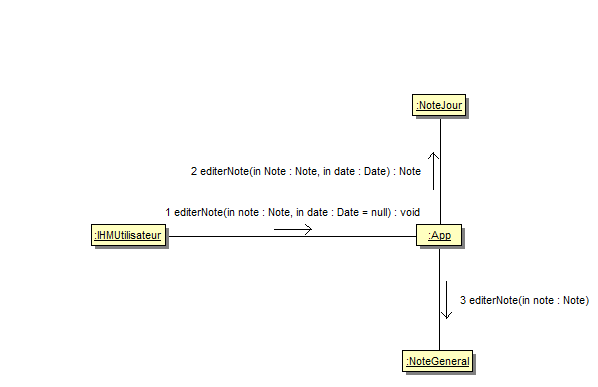 :NoteJour
2 editerNote(in Note : Note, in date : Date) : Note
1 editerNote(in note : Note, in date : Date = null) : void
:IHMUtilisateur
:App
3 editerNote(in note : Note)
:NoteGeneral